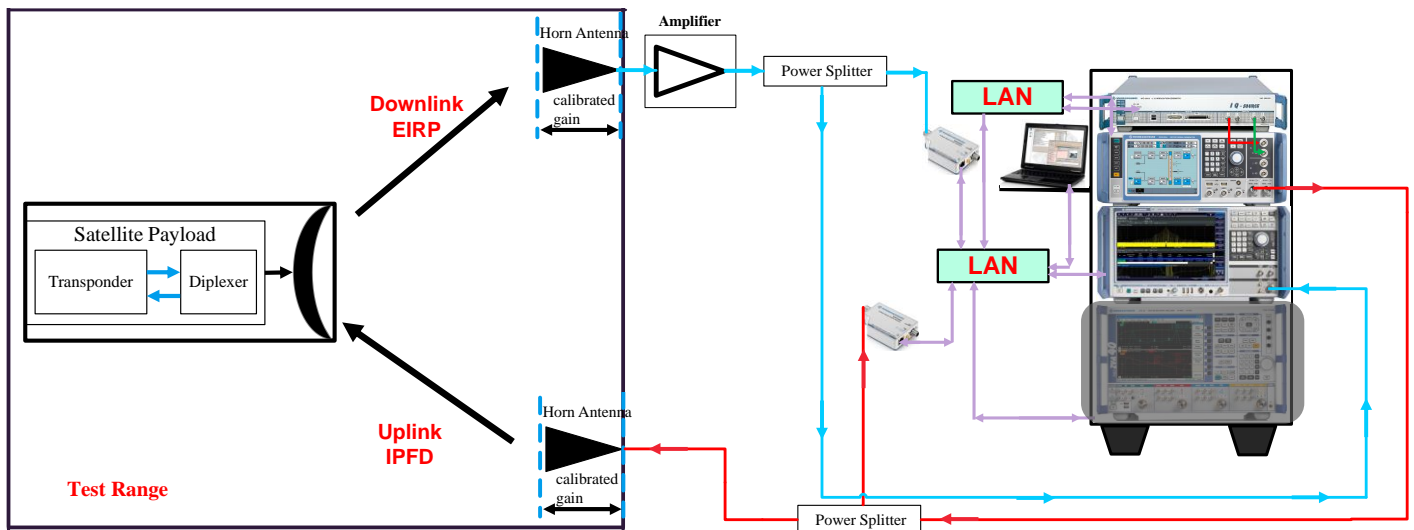 Amplifier
Horn Antenna
calibrated
gain
Power Splitter
Downlink
EIRP
LAN
I Q - SOURCE
Satellite Payload
Transponder
Diplexer
LAN
Horn Antenna
calibrated
gain
Uplink
IPFD
Test Range
Power Splitter